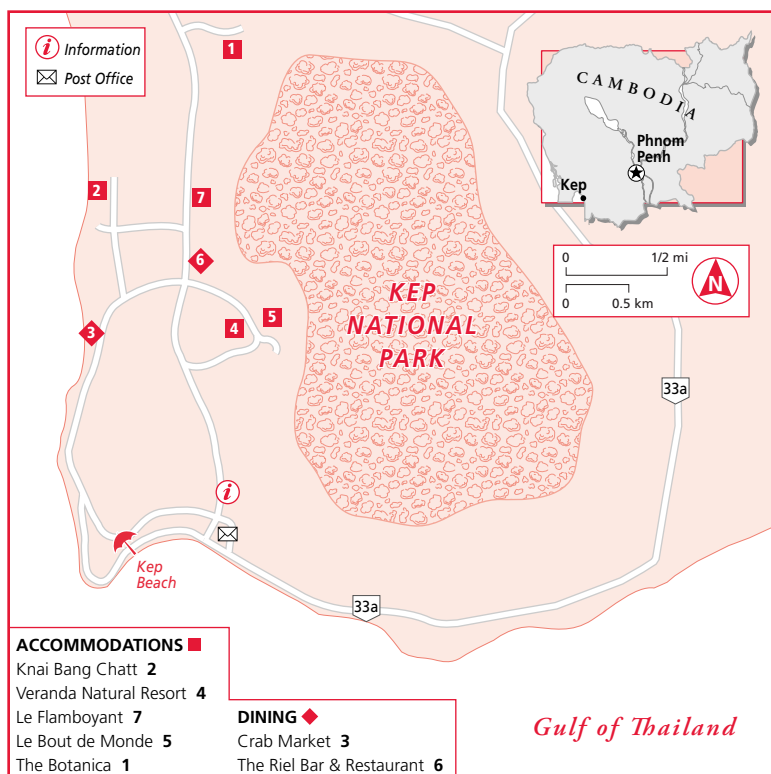 Information
Post Office
1
2
7
6
3
4
5
KEP
NATIONAL
PARK
CAMBODIA
Phnom
Penh
Kep
0 1/2 mi
0 0.5 km
N
33a
i
Kep
Beach
33a
ACCOMMODATIONS
Knai Bang Chatt 2
Veranda Natural Resort 4
Le Flamboyant 7
Le Bout de Monde 5
The Botanica 1
DINING
Crab Market 3
The Riel Bar & Restaurant 6
Gulf of Thailand